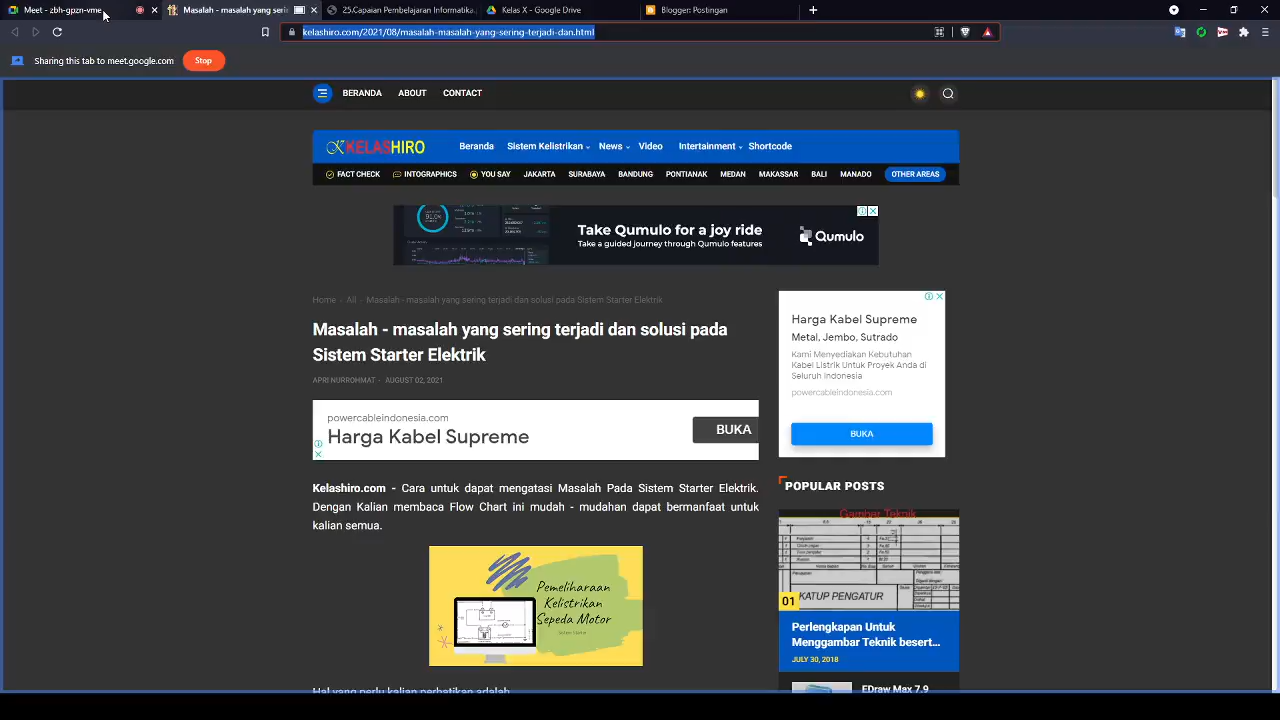 Meet - zbh-gpzn-vme
Masalah - masalah yang serin
25.Capaian Pembelajaran Informatika
Kelas X - Google Drive
Blogger: Postingan
kelashiro.com/2021/08/masalah-masalah-yang-sering-terjadi-dan.html
Sharing this tab to meet.google.com
Stop
BERANDA ABOUT CONTACT
KELASHIRO
Beranda Sistem Kelistrikan News Video Intertainment Shortcode
FACT CHECK INTOGRAPHICS YOU SAY JAKARTA SURABAYA BANDUNG PONTIANAK MEDAN MAKASSAR BALI MANADO OTHER AREAS
Take Qumulo for a joy ride
Take a guided journey through Qumulo features
Qumulo
Home - All - Masalah - masalah yang sering terjadi dan solusi pada Sistem Starter Elektrik
Masalah - masalah yang sering terjadi dan solusi pada
Sistem Starter Elektrik
APRI NURROHMAT - AUGUST 02, 2021
powercableindonesia.com
Harga Kabel Supreme
BUKA
Kelashiro.com - Cara untuk dapat mengatasi Masalah Pada Sistem Starter Elektrik.
Dengan Kalian membaca Flow Chart ini mudah - mudahan dapat bermanfaat untuk
kalian semua.
Pemeliharaan
Kelistrikan
Sepeda Motor
Hal yang perlu kalian perhatikan adalah
Harga Kabel Supreme
Metal, Jembo, Sutrado
Kami Menyediakan Kebutuhan
Kabel Listrik Untuk Proyek Anda di
Seluruh Indonesia
powercableindonesia.com
BUKA
POPULAR POSTS
Gambar Teknik
KATUP PENGATUR
01
Perlengkapan Untuk
Menggambar Teknik besert...
JULY 30, 2018
EDraw Max 7.9